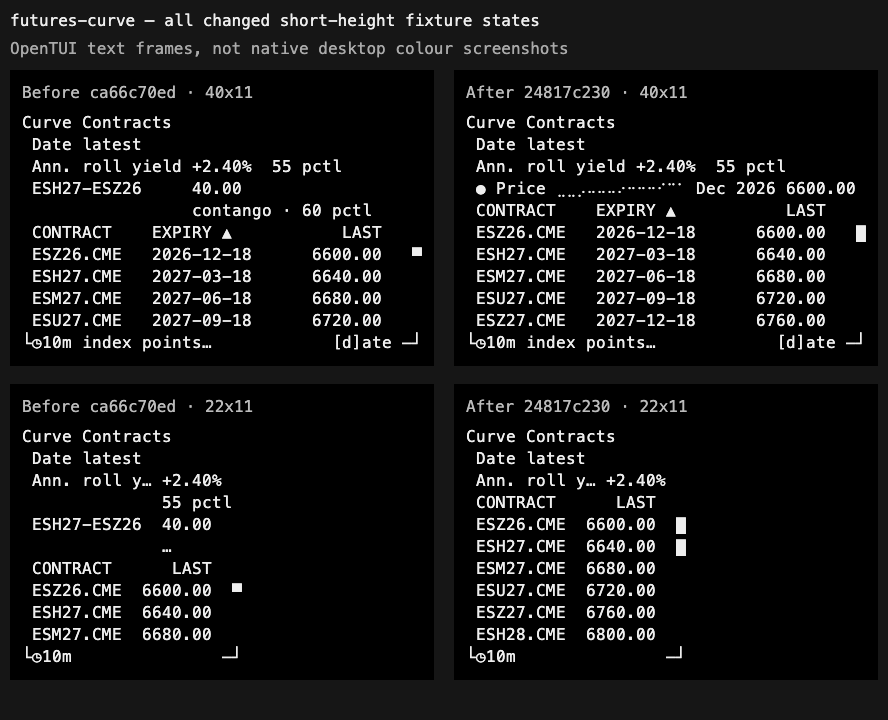 futures-curve — all changed short-height fixture states
OpenTUI text frames, not native desktop colour screenshots
Before ca66c70ed · 40x11
Curve Contracts
Date latest
Ann. roll yield +2.40%  55 pctl
ESH27-ESZ26     40.00
contango · 60 pctl
CONTRACT    EXPIRY ▲           LAST
ESZ26.CME   2026-12-18      6600.00
ESH27.CME   2027-03-18      6640.00
ESM27.CME   2027-06-18      6680.00
ESU27.CME   2027-09-18      6720.00
└◷10m index points…            [d]ate ─┘
After 24817c230 · 40x11
Curve Contracts
Date latest
Ann. roll yield +2.40%  55 pctl
● Price Dec 2026 6600.00
CONTRACT    EXPIRY ▲           LAST
ESZ26.CME   2026-12-18      6600.00
ESH27.CME   2027-03-18      6640.00
ESM27.CME   2027-06-18      6680.00
ESU27.CME   2027-09-18      6720.00
ESZ27.CME   2027-12-18      6760.00
└◷10m index points…            [d]ate ─┘
Before ca66c70ed · 22x11
Curve Contracts
Date latest
Ann. roll y… +2.40%
55 pctl
ESH27-ESZ26  40.00
…
CONTRACT      LAST
ESZ26.CME  6600.00
ESH27.CME  6640.00
ESM27.CME  6680.00
└◷10m               ─┘
After 24817c230 · 22x11
Curve Contracts
Date latest
Ann. roll y… +2.40%
CONTRACT      LAST
ESZ26.CME  6600.00
ESH27.CME  6640.00
ESM27.CME  6680.00
ESU27.CME  6720.00
ESZ27.CME  6760.00
ESH28.CME  6800.00
└◷10m               ─┘